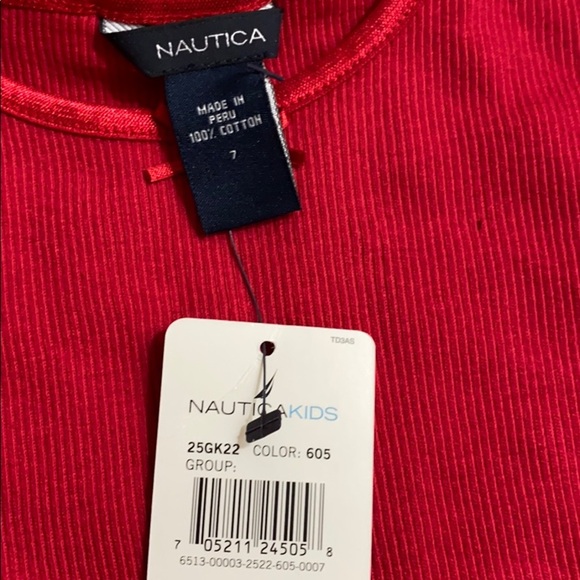 NAUTICA
MADE IN
PERU
100% COTTON
7
TD3AS
NAUTICAKIDS
25GK22 COLOR: 605
GROUP:
7 05211 24505 8
6513-00003-2522-605-0007